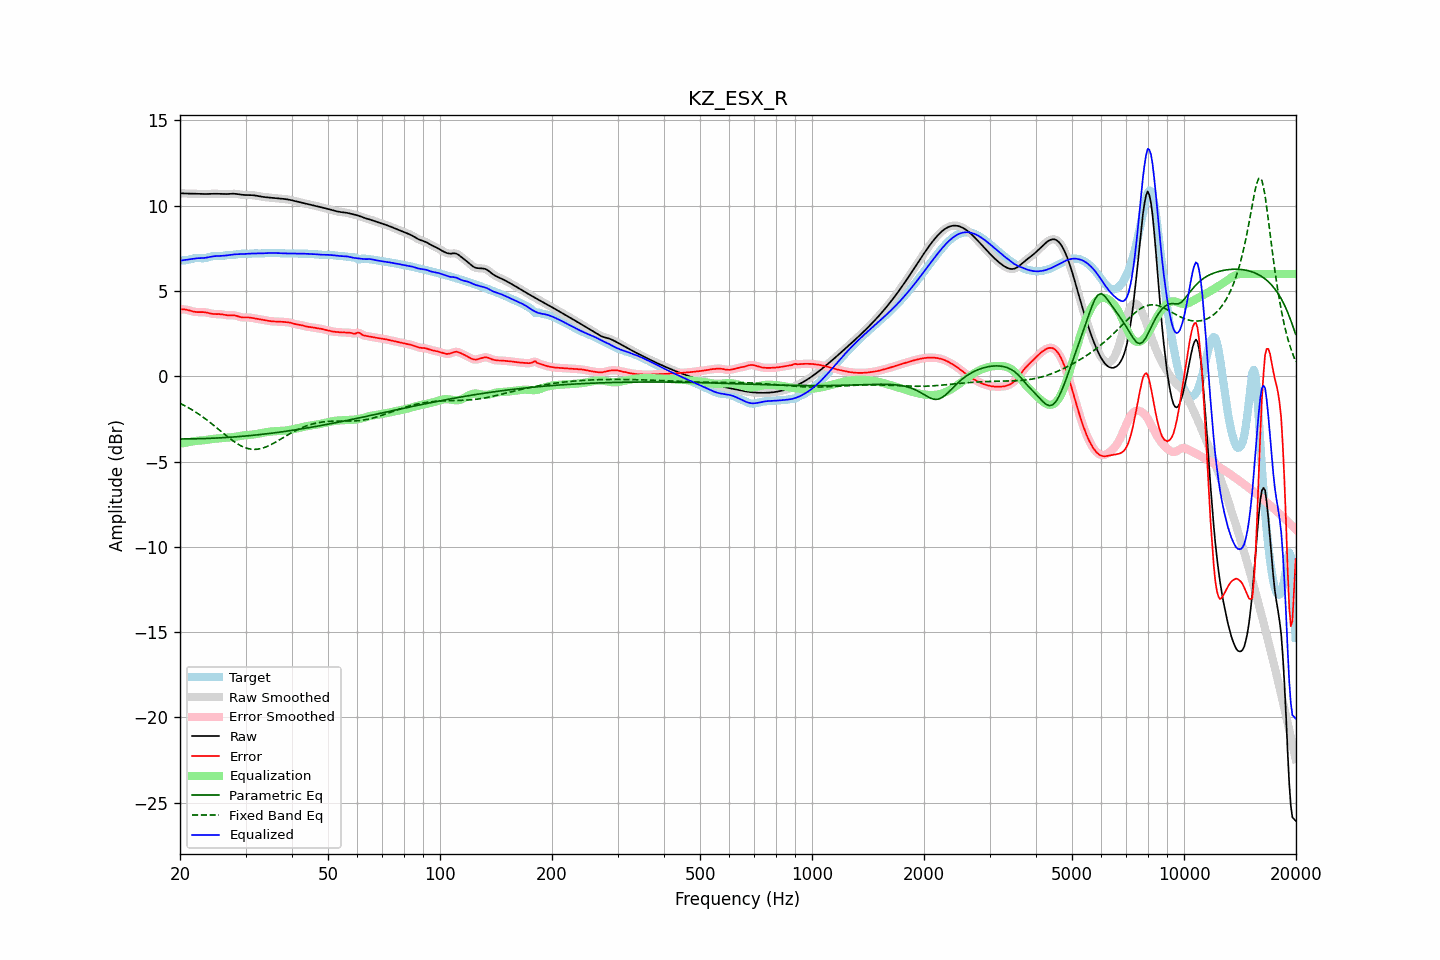 KZ_ESX_R
15
10
5
0
−5
−10
−15
−20
−25
Amplitude (dBr)
Target
Raw Smoothed
Error Smoothed
Raw
Error
Equalization
Parametric Eq
Fixed Band Eq
Equalized
20 50 100 200 500 1000 2000 5000 10000 20000
Frequency (Hz)